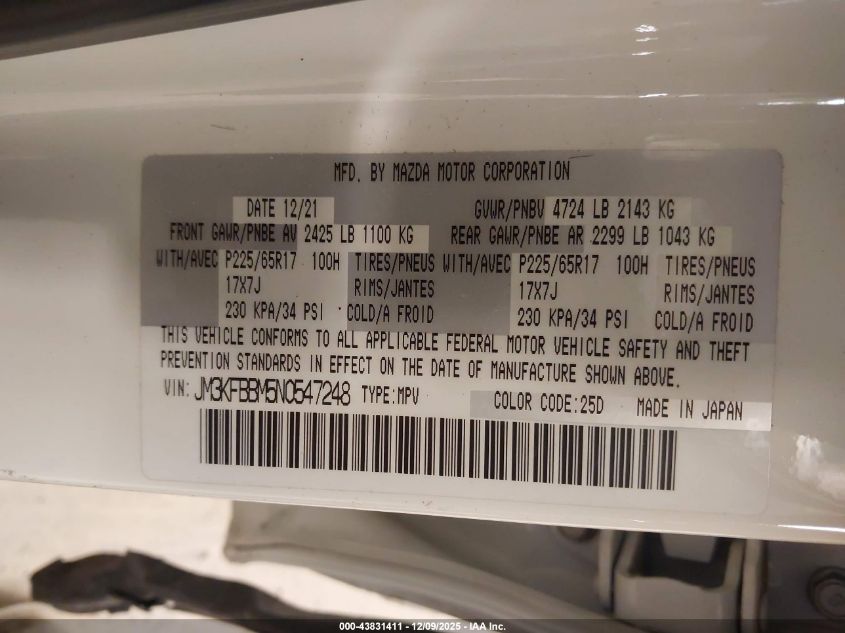 MFD. BY MAZDA MOTOR CORPORATION
DATE 12/21 GVWR/PNBV 4724 LB 2143 KG
FRONT GAWR/PNBE AV 2425 LB 1100 KG REAR GAWR/PNBE AR 2299 LB 1043 KG
WITH/AVEC P225/65R17 100H TIRES/PNEUS WITH/AVEC P225/65R17 100H TIRES/PNEUS
17X7J RIMS/JANTES 17X7J RIMS/JANTES
230 KPA/34 PSI COLD/A FROID 230 KPA/34 PSI COLD/A FROID
THIS VEHICLE CONFORMS TO ALL APPLICABLE FEDERAL MOTOR VEHICLE SAFETY AND THEFT
PREVENTION STANDARDS IN EFFECT ON THE DATE OF MANUFACTURE SHOWN ABOVE.
VIN: JM3KFBBM5N0547248 TYPE:MPV COLOR CODE:25D MADE IN JAPAN
000-43831411 - 12/09/2025 - IAA Inc.